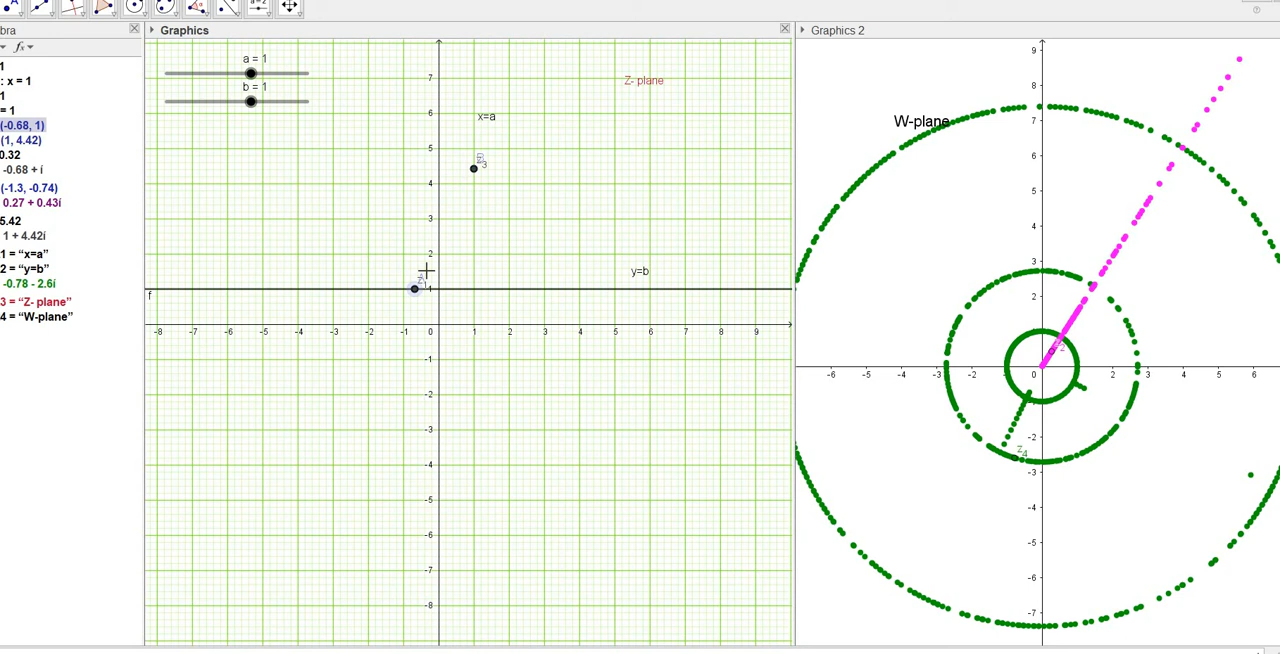 bra
Graphics
Graphics 2
fx
1
: x = 1
1
= 1
(-0.68, 1)
(1, 4.42)
0.32
-0.68 + í
(-1.3, -0.74)
0.27 + 0.43í
5.42
1 + 4.42í
1 = “x=a”
2 = “y=b”
-0.78 - 2.6í
3 = “Z- plane”
4 = “W-plane”
a = 1
b = 1
Z- plane
x=a
y=b
f
7
6
5
4
3
2
1
-1
-2
-3
-4
-5
-6
-7
-8
-8 -7 -6 -5 -4 -3 -2 -1 0 1 2 3 4 5 6 7 8 9
W-plane
z4
9
8
7
6
5
4
3
2
-2
-3
-4
-5
-6
-7
-6 -5 -4 -3 -2 0 1 2 3 4 5 6